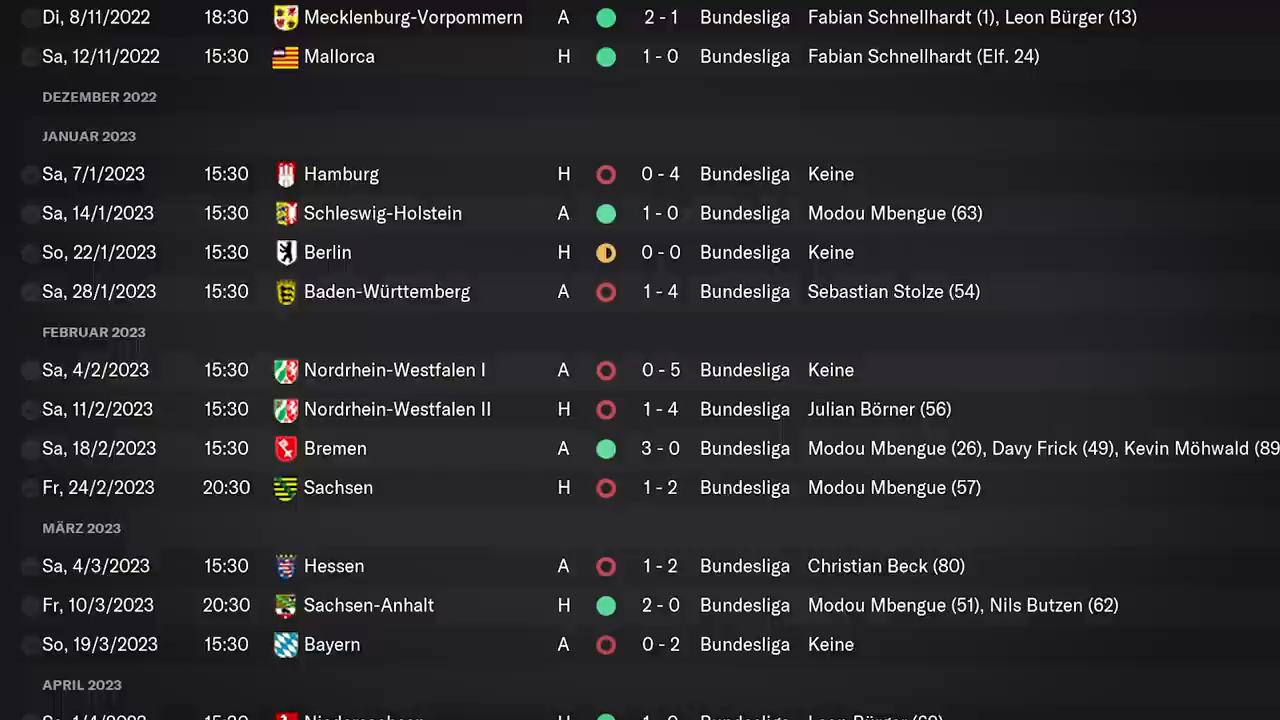 Di, 8/11/2022 18:30 Mecklenburg-Vorpommern A 2 - 1 Bundesliga Fabian Schnellhardt (1), Leon Bürger (13)
Sa, 12/11/2022 15:30 Mallorca H 1 - 0 Bundesliga Fabian Schnellhardt (Elf. 24)
DEZEMBER 2022
JANUAR 2023
Sa, 7/1/2023 15:30 Hamburg H 0 - 4 Bundesliga Keine
Sa, 14/1/2023 15:30 Schleswig-Holstein A 1 - 0 Bundesliga Modou Mbengue (63)
So, 22/1/2023 15:30 Berlin H 0 - 0 Bundesliga Keine
Sa, 28/1/2023 15:30 Baden-Württemberg A 1 - 4 Bundesliga Sebastian Stolze (54)
FEBRUAR 2023
Sa, 4/2/2023 15:30 Nordrhein-Westfalen I A 0 - 5 Bundesliga Keine
Sa, 11/2/2023 15:30 Nordrhein-Westfalen II H 1 - 4 Bundesliga Julian Börner (56)
Sa, 18/2/2023 15:30 Bremen A 3 - 0 Bundesliga Modou Mbengue (26), Davy Frick (49), Kevin Möhwald (89
Fr, 24/2/2023 20:30 Sachsen H 1 - 2 Bundesliga Modou Mbengue (57)
MÄRZ 2023
Sa, 4/3/2023 15:30 Hessen A 1 - 2 Bundesliga Christian Beck (80)
Fr, 10/3/2023 20:30 Sachsen-Anhalt H 2 - 0 Bundesliga Modou Mbengue (51), Nils Butzen (62)
So, 19/3/2023 15:30 Bayern A 0 - 2 Bundesliga Keine
APRIL 2023
Niedersachsen H Bundesliga Leon Bürger